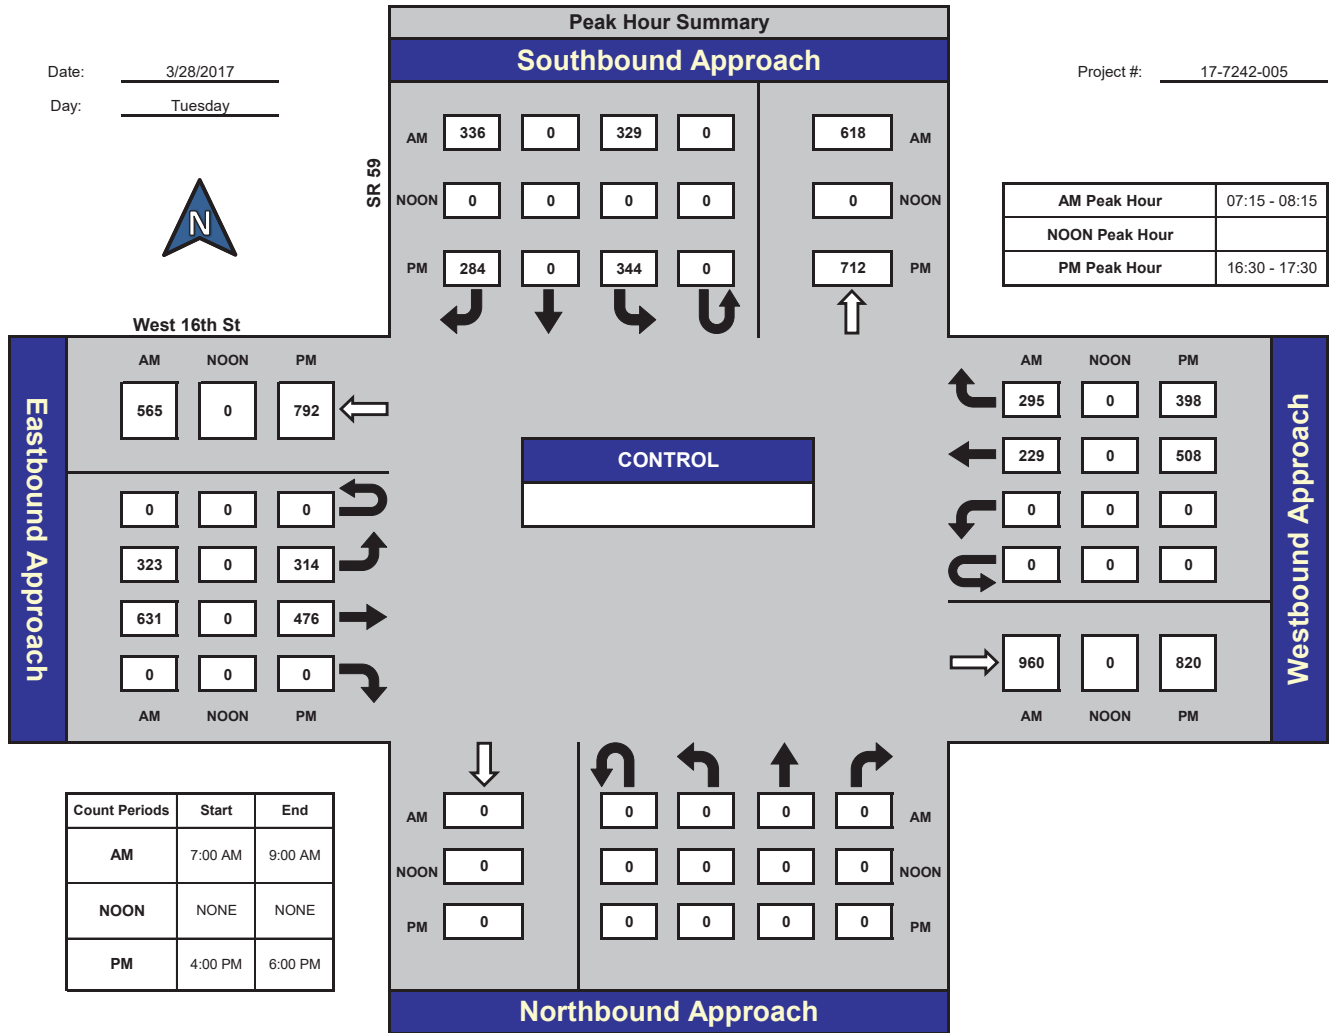 Peak Hour Summary
Southbound Approach
Date: 3/28/2017
Day: Tuesday
Project #: 17-7242-005
N
SR 59
AM 336 0 329 0 618 AM
NOON 0 0 0 0 0 NOON
PM 284 0 344 0 712 PM
AM Peak Hour 07:15 - 08:15
NOON Peak Hour
PM Peak Hour 16:30 - 17:30
West 16th St
Eastbound Approach
AM NOON PM
565 0 792
0 0 0
323 0 314
631 0 476
0 0 0
AM NOON PM
CONTROL
AM NOON PM
295 0 398
229 0 508
0 0 0
0 0 0
960 0 820
AM NOON PM
Westbound Approach
Count Periods Start End
AM 7:00 AM 9:00 AM
NOON NONE NONE
PM 4:00 PM 6:00 PM
AM 0 0 0 0 0 AM
NOON 0 0 0 0 0 NOON
PM 0 0 0 0 0 PM
Northbound Approach